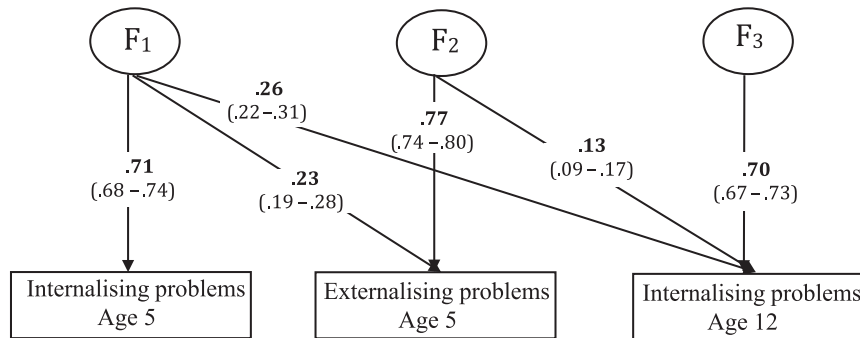 F₁ F₂ F₃
.26
(.22–.31)
.77
(.74–.80)
.13
(.09–.17)
.71
(.68–.74)
.23
(.19–.28)
.70
(.67–.73)
Internalising problems
Age 5
Externalising problems
Age 5
Internalising problems
Age 12